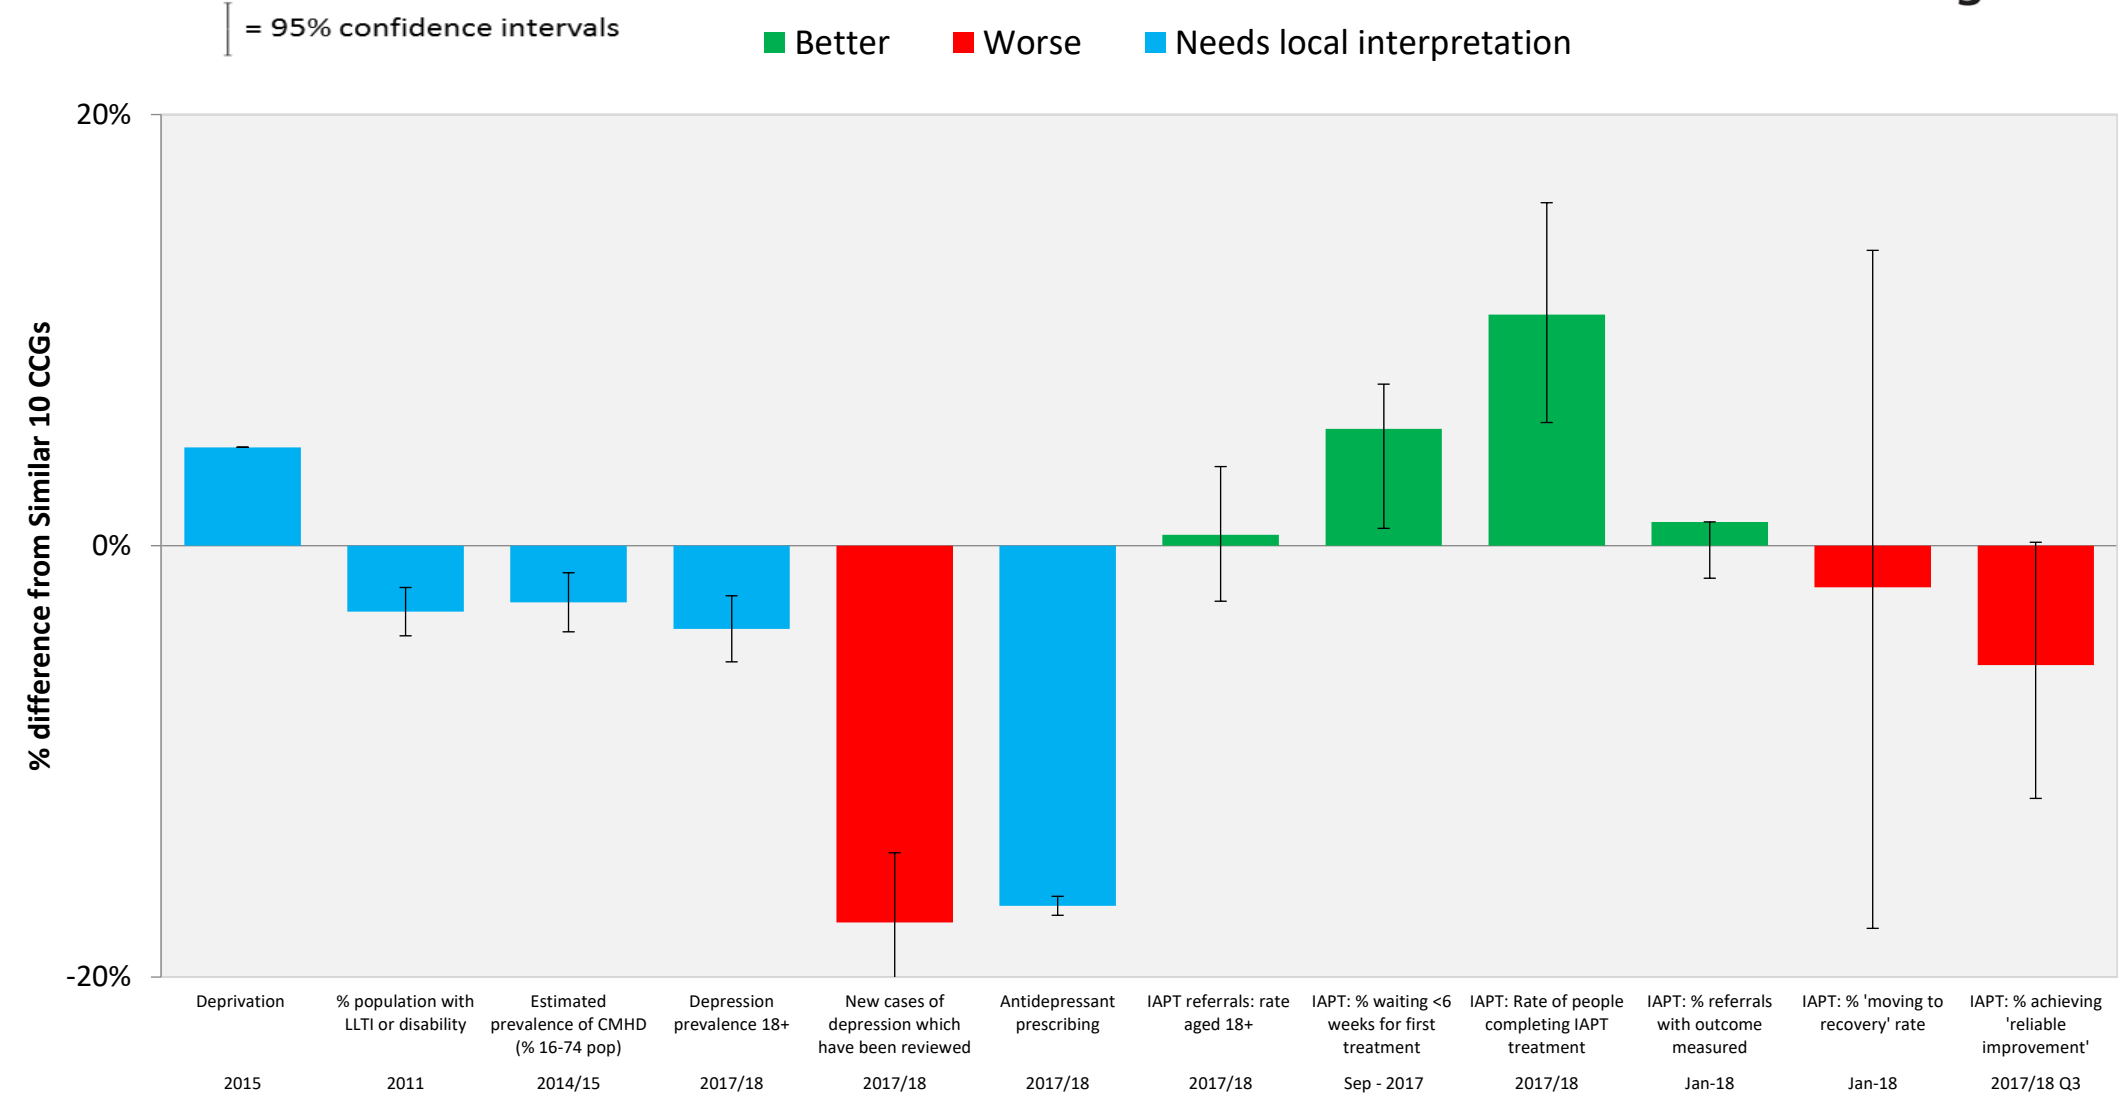 = 95% confidence intervals
Better Worse Needs local interpretation
20%
0%
-20%
% difference from Similar 10 CCGs
Deprivation
2015
% population with
LLTI or disability
2011
Estimated
prevalence of CMHD
(% 16-74 pop)
2014/15
Depression
prevalence 18+
2017/18
New cases of
depression which
have been reviewed
2017/18
Antidepressant
prescribing
2017/18
IAPT referrals: rate
aged 18+
2017/18
IAPT: % waiting <6
weeks for first
treatment
Sep - 2017
IAPT: Rate of people
completing IAPT
treatment
2017/18
IAPT: % referrals
with outcome
measured
Jan-18
IAPT: % 'moving to
recovery' rate
Jan-18
IAPT: % achieving
'reliable
improvement'
2017/18 Q3